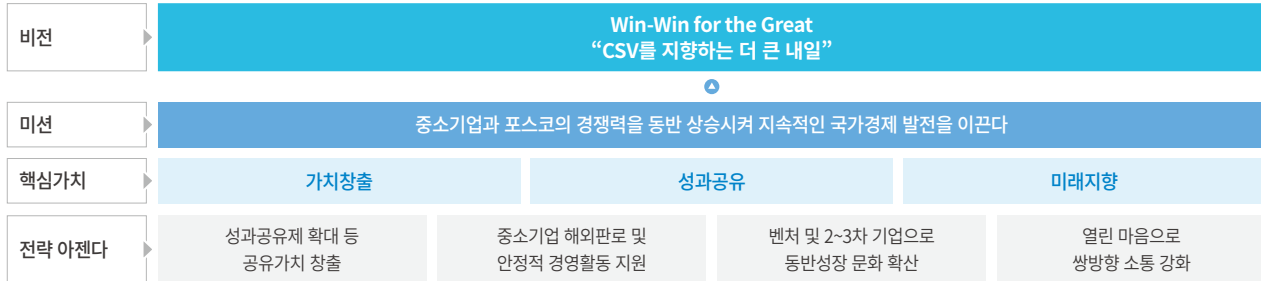 비전
Win-Win for the Great
“CSV를 지향하는 더 큰 내일”
미션
중소기업과 포스코의 경쟁력을 동반 상승시켜 지속적인 국가경제 발전을 이끈다
핵심가치
가치창출
성과공유
미래지향
전략 아젠다
성과공유제 확대 등
공유가치 창출
중소기업 해외판로 및
안정적 경영활동 지원
벤처 및 2~3차 기업으로
동반성장 문화 확산
열린 마음으로
쌍방향 소통 강화